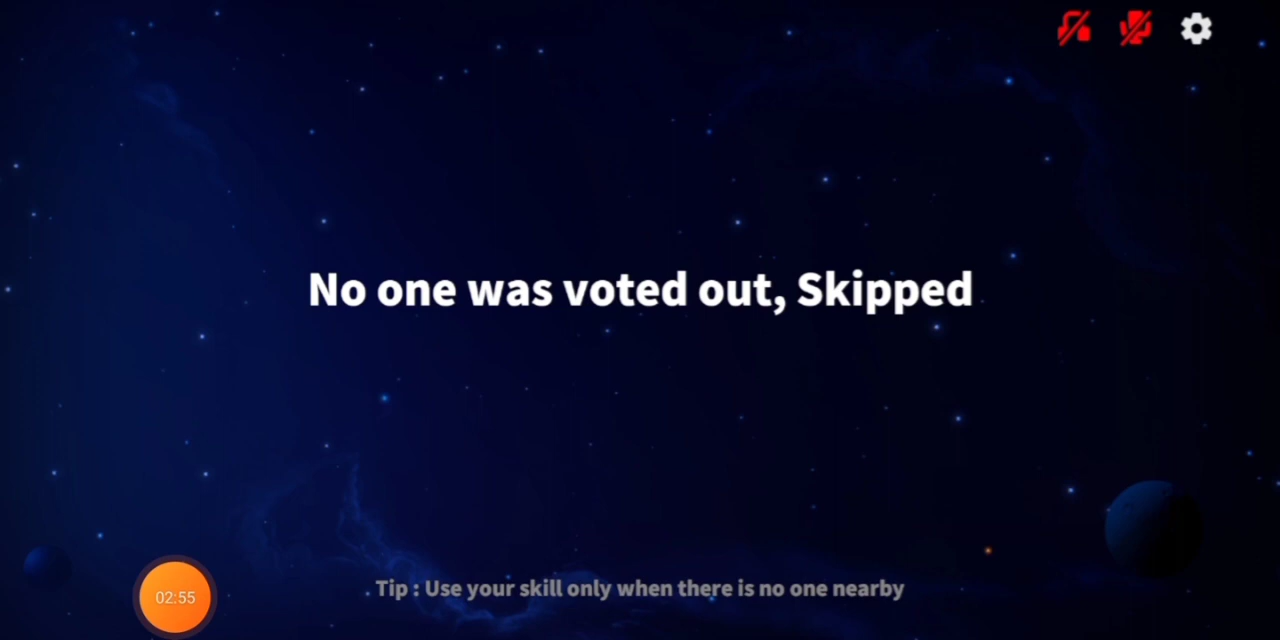 No one was voted out, Skipped
Tip : Use your skill only when there is no one nearby
02:55